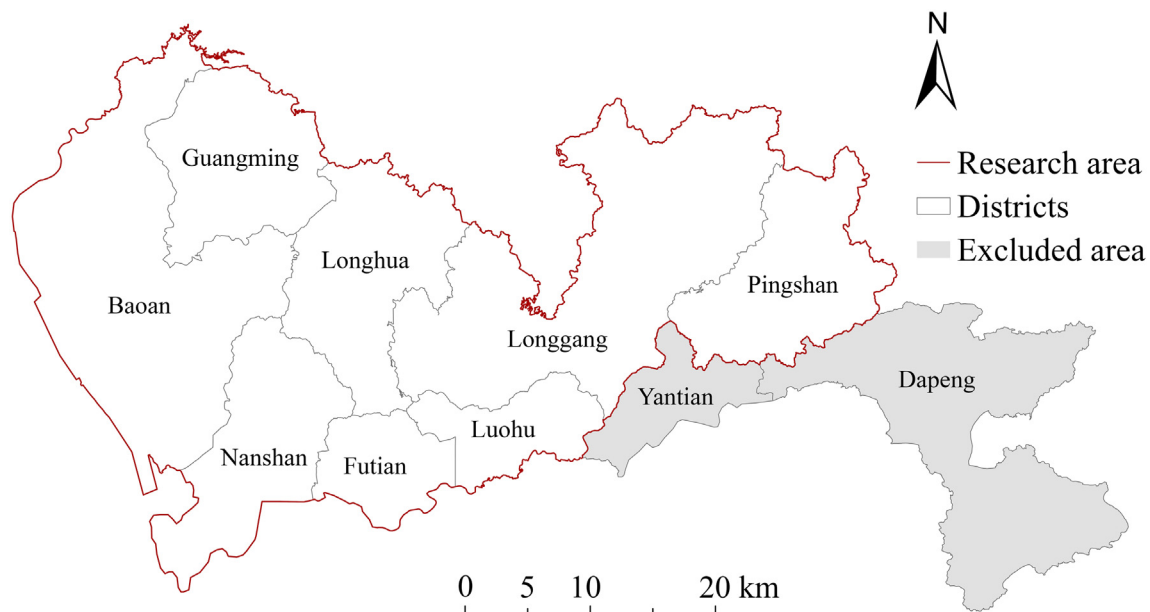 N
Guangming
Research area
Districts
Longhua
Excluded area
Pingshan
Baoan
Longgang
Dapeng
Yantian
Luohu
Nanshan
Futian
0 5 10 20 km